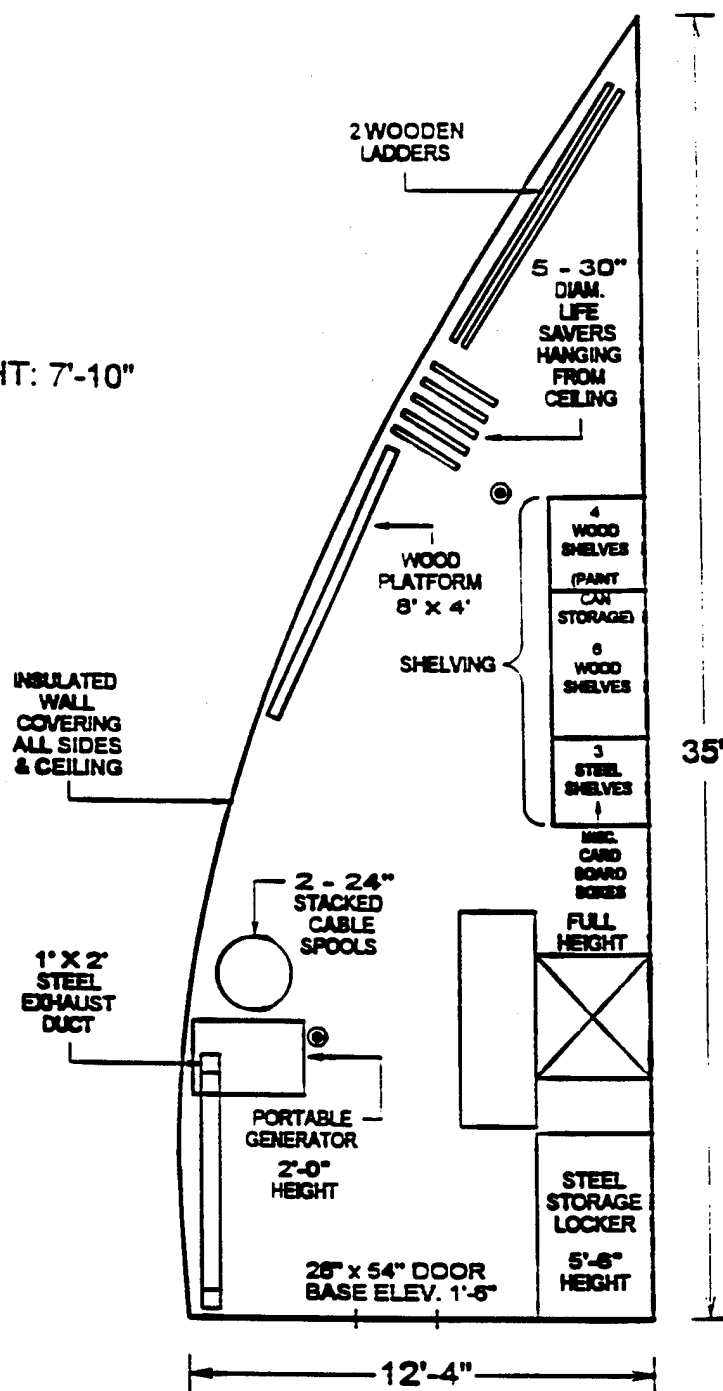 2 WOODEN
LADDERS
5 - 30"
DIAM.
LIFE
SAVERS
HANGING
FROM
CEILING
HT: 7'-10"
4
WOOD
SHELVES
(PAINT
CAN
STORAGE)
6
WOOD
SHELVES
3
STEEL
SHELVES
MISC.
CARD
BOARD
BOXES
WOOD
PLATFORM
8' X 4'
SHELVING
35'
INSULATED
WALL
COVERING
ALL SIDES
& CEILING
2 - 24"
STACKED
CABLE
SPOOLS
FULL
HEIGHT
1' X 2'
STEEL
EXHAUST
DUCT
PORTABLE
GENERATOR
2'-0"
HEIGHT
STEEL
STORAGE
LOCKER
5'-6"
HEIGHT
26" x 54" DOOR
BASE ELEV. 1'-6"
12'-4"